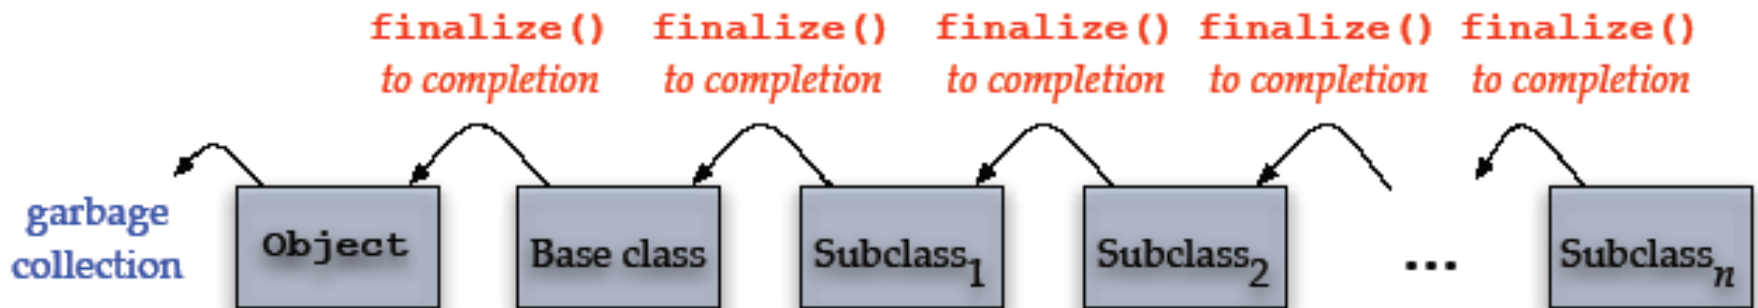 finalize() finalize() finalize() finalize() finalize()
to completion to completion to completion to completion to completion
garbage
collection
Object Base class Subclass1 Subclass2 ... Subclassn